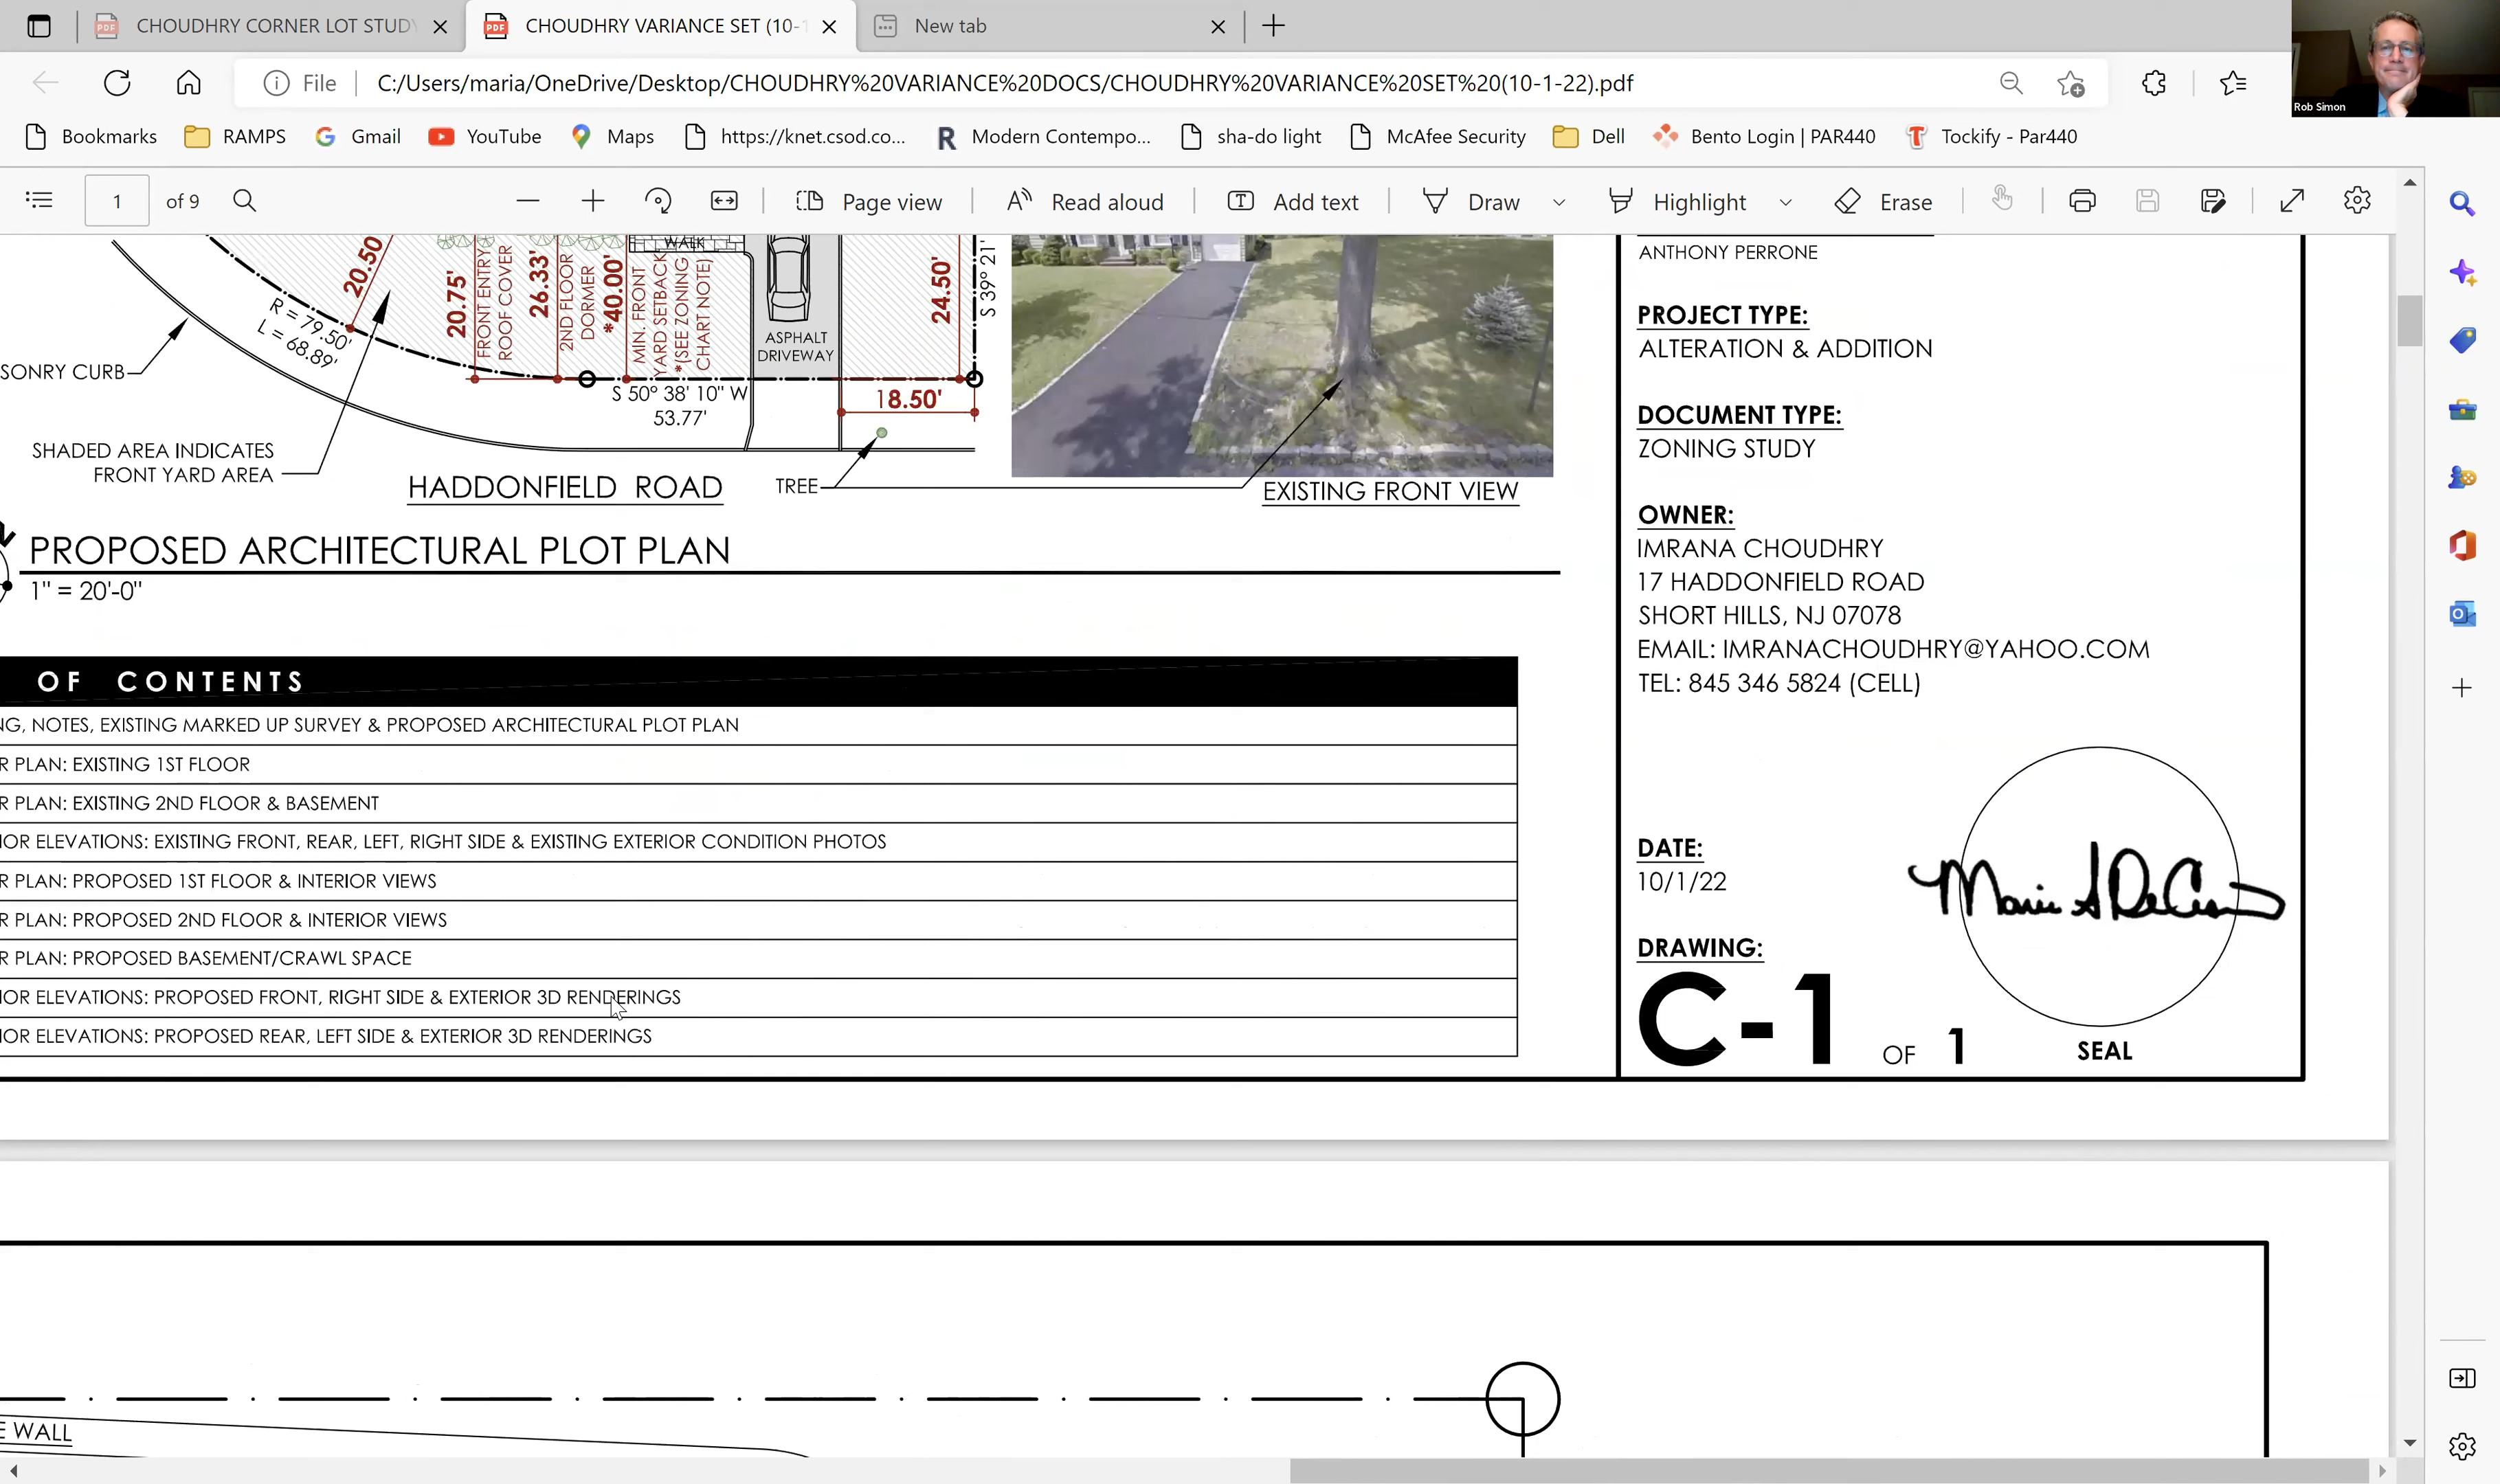 CHOUDHRY CORNER LOT STUDY
CHOUDHRY VARIANCE SET (10-1
New tab
Rob Simon
File
C:/Users/maria/OneDrive/Desktop/CHOUDHRY%20VARIANCE%20DOCS/CHOUDHRY%20VARIANCE%20SET%20(10-1-22).pdf
Bookmarks
RAMPS
Gmail
YouTube
Maps
https://knet.csod.co...
Modern Contempo...
sha-do light
McAfee Security
Dell
Bento Login | PAR440
Tockify - Par440
1 of 9
Page view
Read aloud
Add text
Draw
Highlight
Erase
20.50
R = 79.50'
L = 68.89'
SONRY CURB
20.75'
FRONT ENTRY
ROOF COVER
26.33'
2ND FLOOR
DORMER
*40.00'
MIN. FRONT
YARD SETBACK
*(SEE ZONING
CHART NOTE)
WALK
ASPHALT
DRIVEWAY
24.50'
S 39° 21'
S 50° 38' 10" W
53.77'
18.50'
SHADED AREA INDICATES
FRONT YARD AREA
HADDONFIELD ROAD
TREE
EXISTING FRONT VIEW
PROPOSED ARCHITECTURAL PLOT PLAN
1" = 20'-0"
OF CONTENTS
NG, NOTES, EXISTING MARKED UP SURVEY & PROPOSED ARCHITECTURAL PLOT PLAN
R PLAN: EXISTING 1ST FLOOR
R PLAN: EXISTING 2ND FLOOR & BASEMENT
IOR ELEVATIONS: EXISTING FRONT, REAR, LEFT, RIGHT SIDE & EXISTING EXTERIOR CONDITION PHOTOS
R PLAN: PROPOSED 1ST FLOOR & INTERIOR VIEWS
R PLAN: PROPOSED 2ND FLOOR & INTERIOR VIEWS
R PLAN: PROPOSED BASEMENT/CRAWL SPACE
IOR ELEVATIONS: PROPOSED FRONT, RIGHT SIDE & EXTERIOR 3D RENDERINGS
IOR ELEVATIONS: PROPOSED REAR, LEFT SIDE & EXTERIOR 3D RENDERINGS
ANTHONY PERRONE
PROJECT TYPE:
ALTERATION & ADDITION
DOCUMENT TYPE:
ZONING STUDY
OWNER:
IMRANA CHOUDHRY
17 HADDONFIELD ROAD
SHORT HILLS, NJ 07078
EMAIL: IMRANACHOUDHRY@YAHOO.COM
TEL: 845 346 5824 (CELL)
DATE:
10/1/22
DRAWING:
C-1 OF 1
SEAL
E WALL